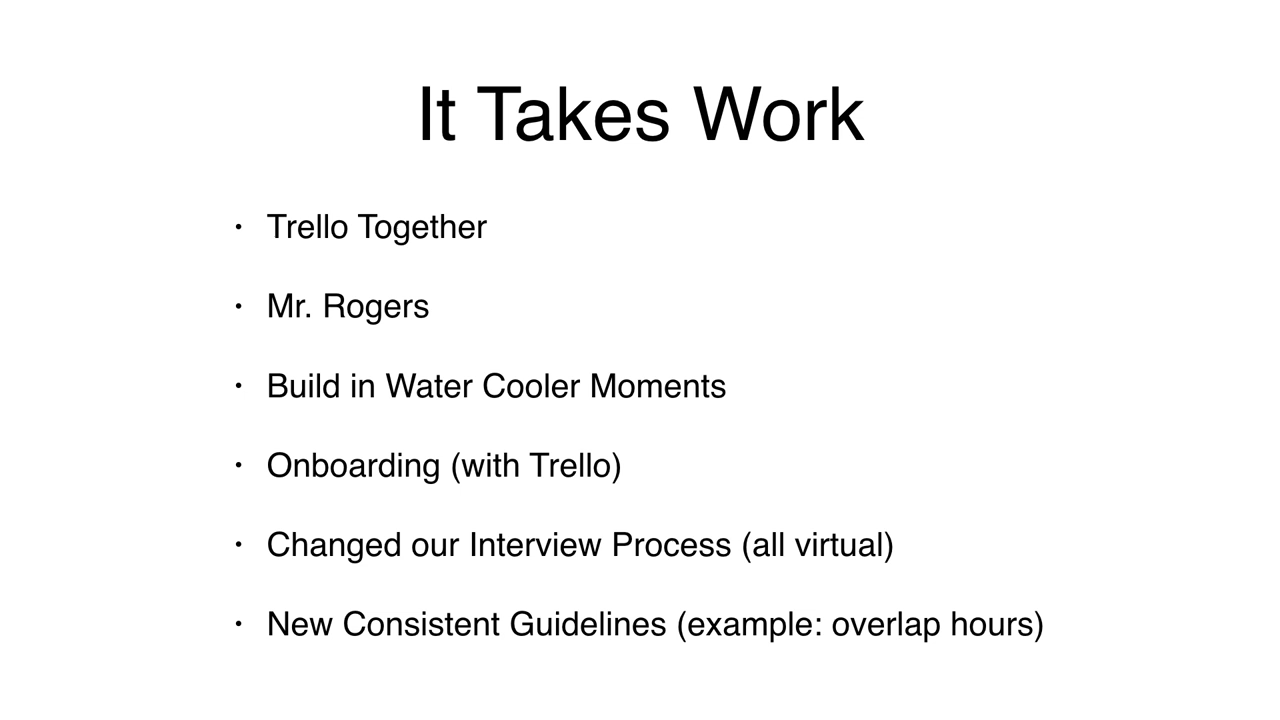 It Takes Work
• Trello Together
• Mr. Rogers
• Build in Water Cooler Moments
• Onboarding (with Trello)
• Changed our Interview Process (all virtual)
• New Consistent Guidelines (example: overlap hours)